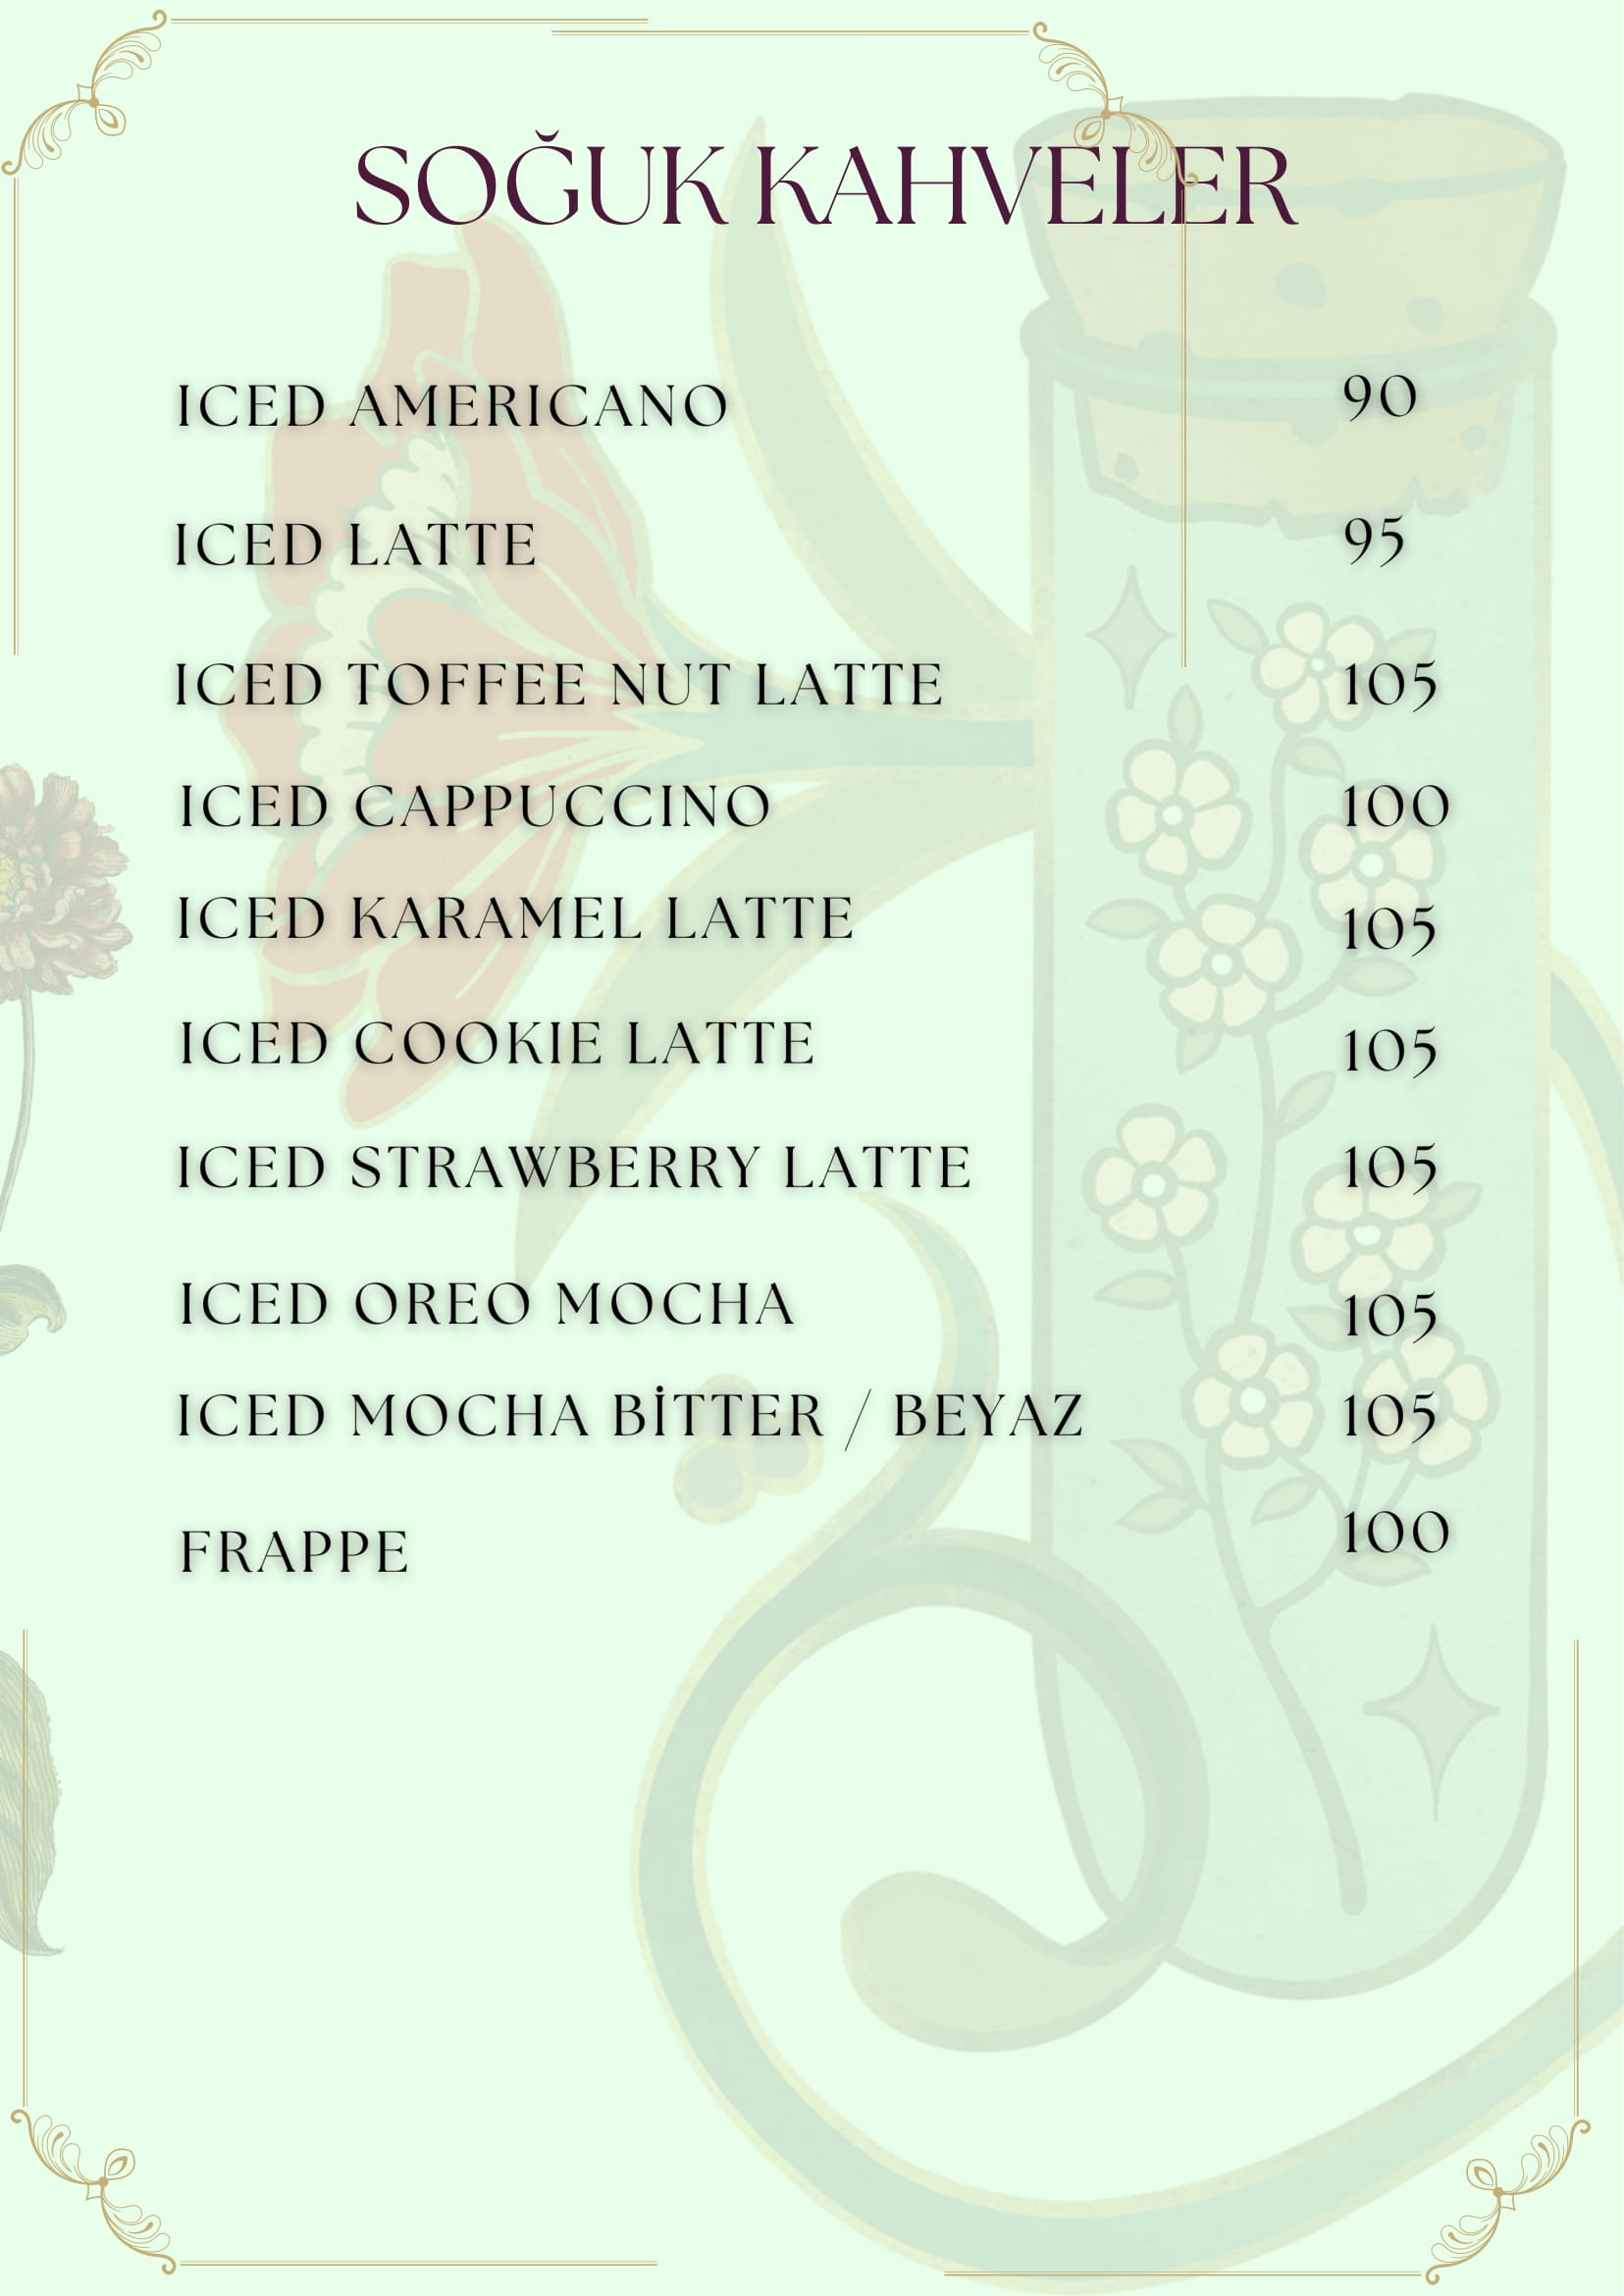 SOĞUK KAHVELER
ICED AMERICANO 90
ICED LATTE 95
ICED TOFFEE NUT LATTE 105
ICED CAPPUCCINO 100
ICED KARAMEL LATTE 105
ICED COOKIE LATTE 105
ICED STRAWBERRY LATTE 105
ICED OREO MOCHA 105
ICED MOCHA BİTTER / BEYAZ 105
FRAPPE 100